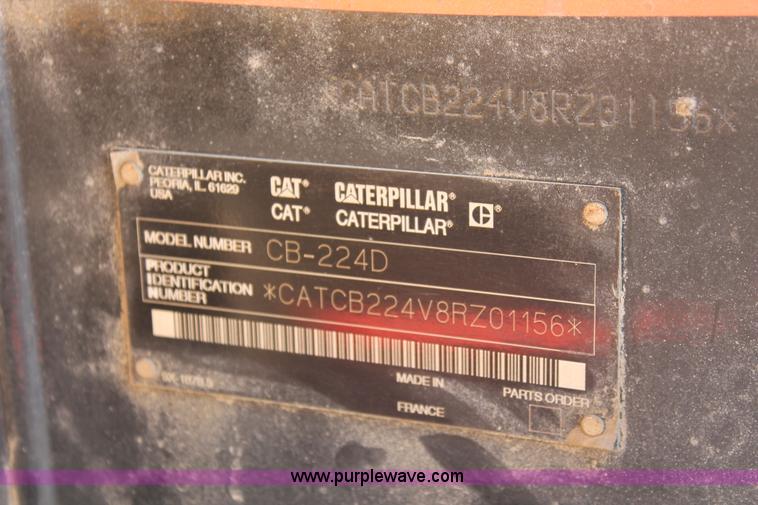 *CATCB224V8RZ01156*
CATERPILLAR INC.
PEORIA, IL. 61629
USA
CAT® CATERPILLAR®
CAT® CATERPILLAR® C
MODEL NUMBER CB-224D
PRODUCT
IDENTIFICATION
NUMBER *CATCB224V8RZ01156*
MADE IN
FRANCE
PARTS ORDER
www.purplewave.com